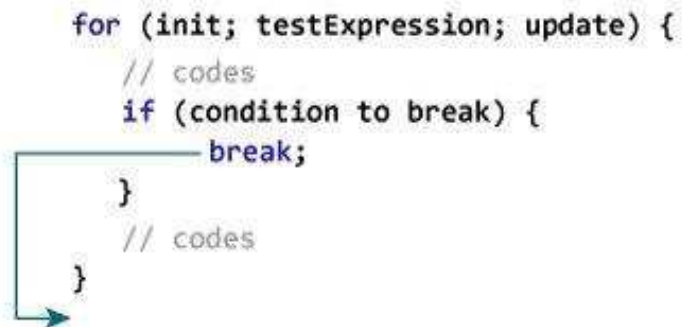 for (init; testExpression; update) {
// codes
if (condition to break) {
break;
}
// codes
}